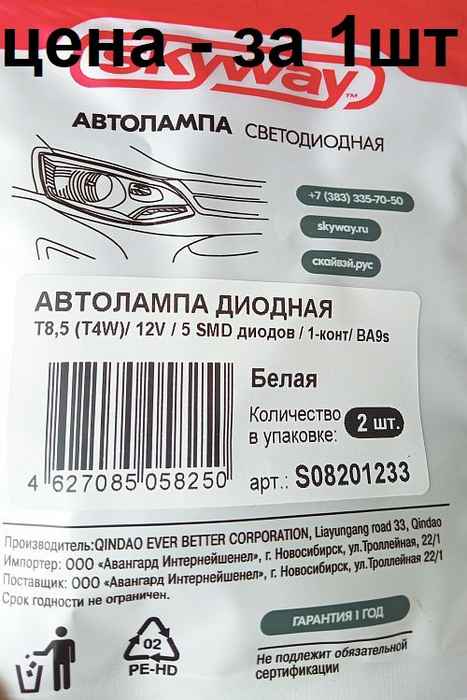 цена - за 1шт
skyway™
АВТОЛАМПА СВЕТОДИОДНАЯ
+7 (383) 335-70-50
skyway.ru
скайвэй.рус
АВТОЛАМПА ДИОДНАЯ
T8,5 (T4W)/ 12V / 5 SMD диодов / 1-конт/ BA9s
Белая
Количество
в упаковке:
2 шт.
4 627085 058250
арт.: S08201233
Производитель:QINDAO EVER BETTER CORPORATION, Liayungang road 33, Qindao
Импортер: ООО «Авангард Интернейшенел», г. Новосибирск, ул.Троллейная, 22/1
Поставщик: ООО «Авангард Интернейшенел», г. Новосибирск, ул.Троллейная, 22/1
Срок годности не ограничен.
ГАРАНТИЯ 1 ГОД
02
PE-HD
Не подлежит обязательной
сертификации